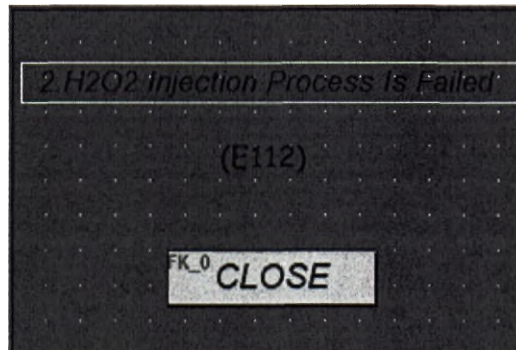 2.H2O2 Injection Process Is Failed
(E112)
FK_0 CLOSE